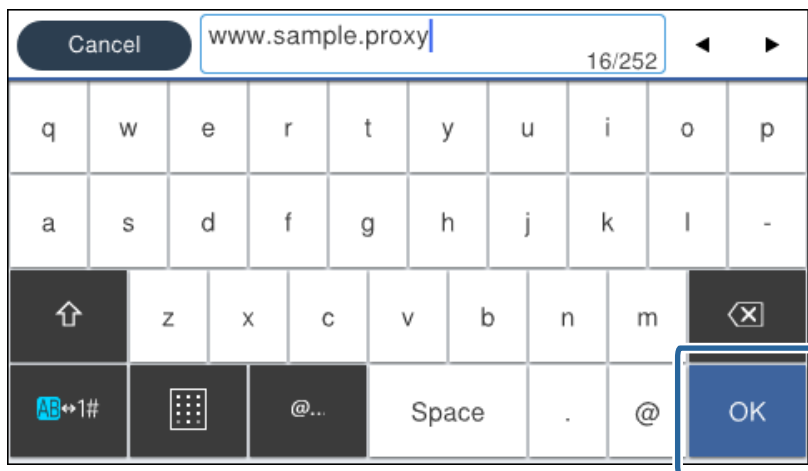 Cancel www.sample.proxy
16/252 ◄ ►
q w e r t y u i o p
a s d f g h j k l -
z x c v b n m
AB↔1# @... Space . @ OK